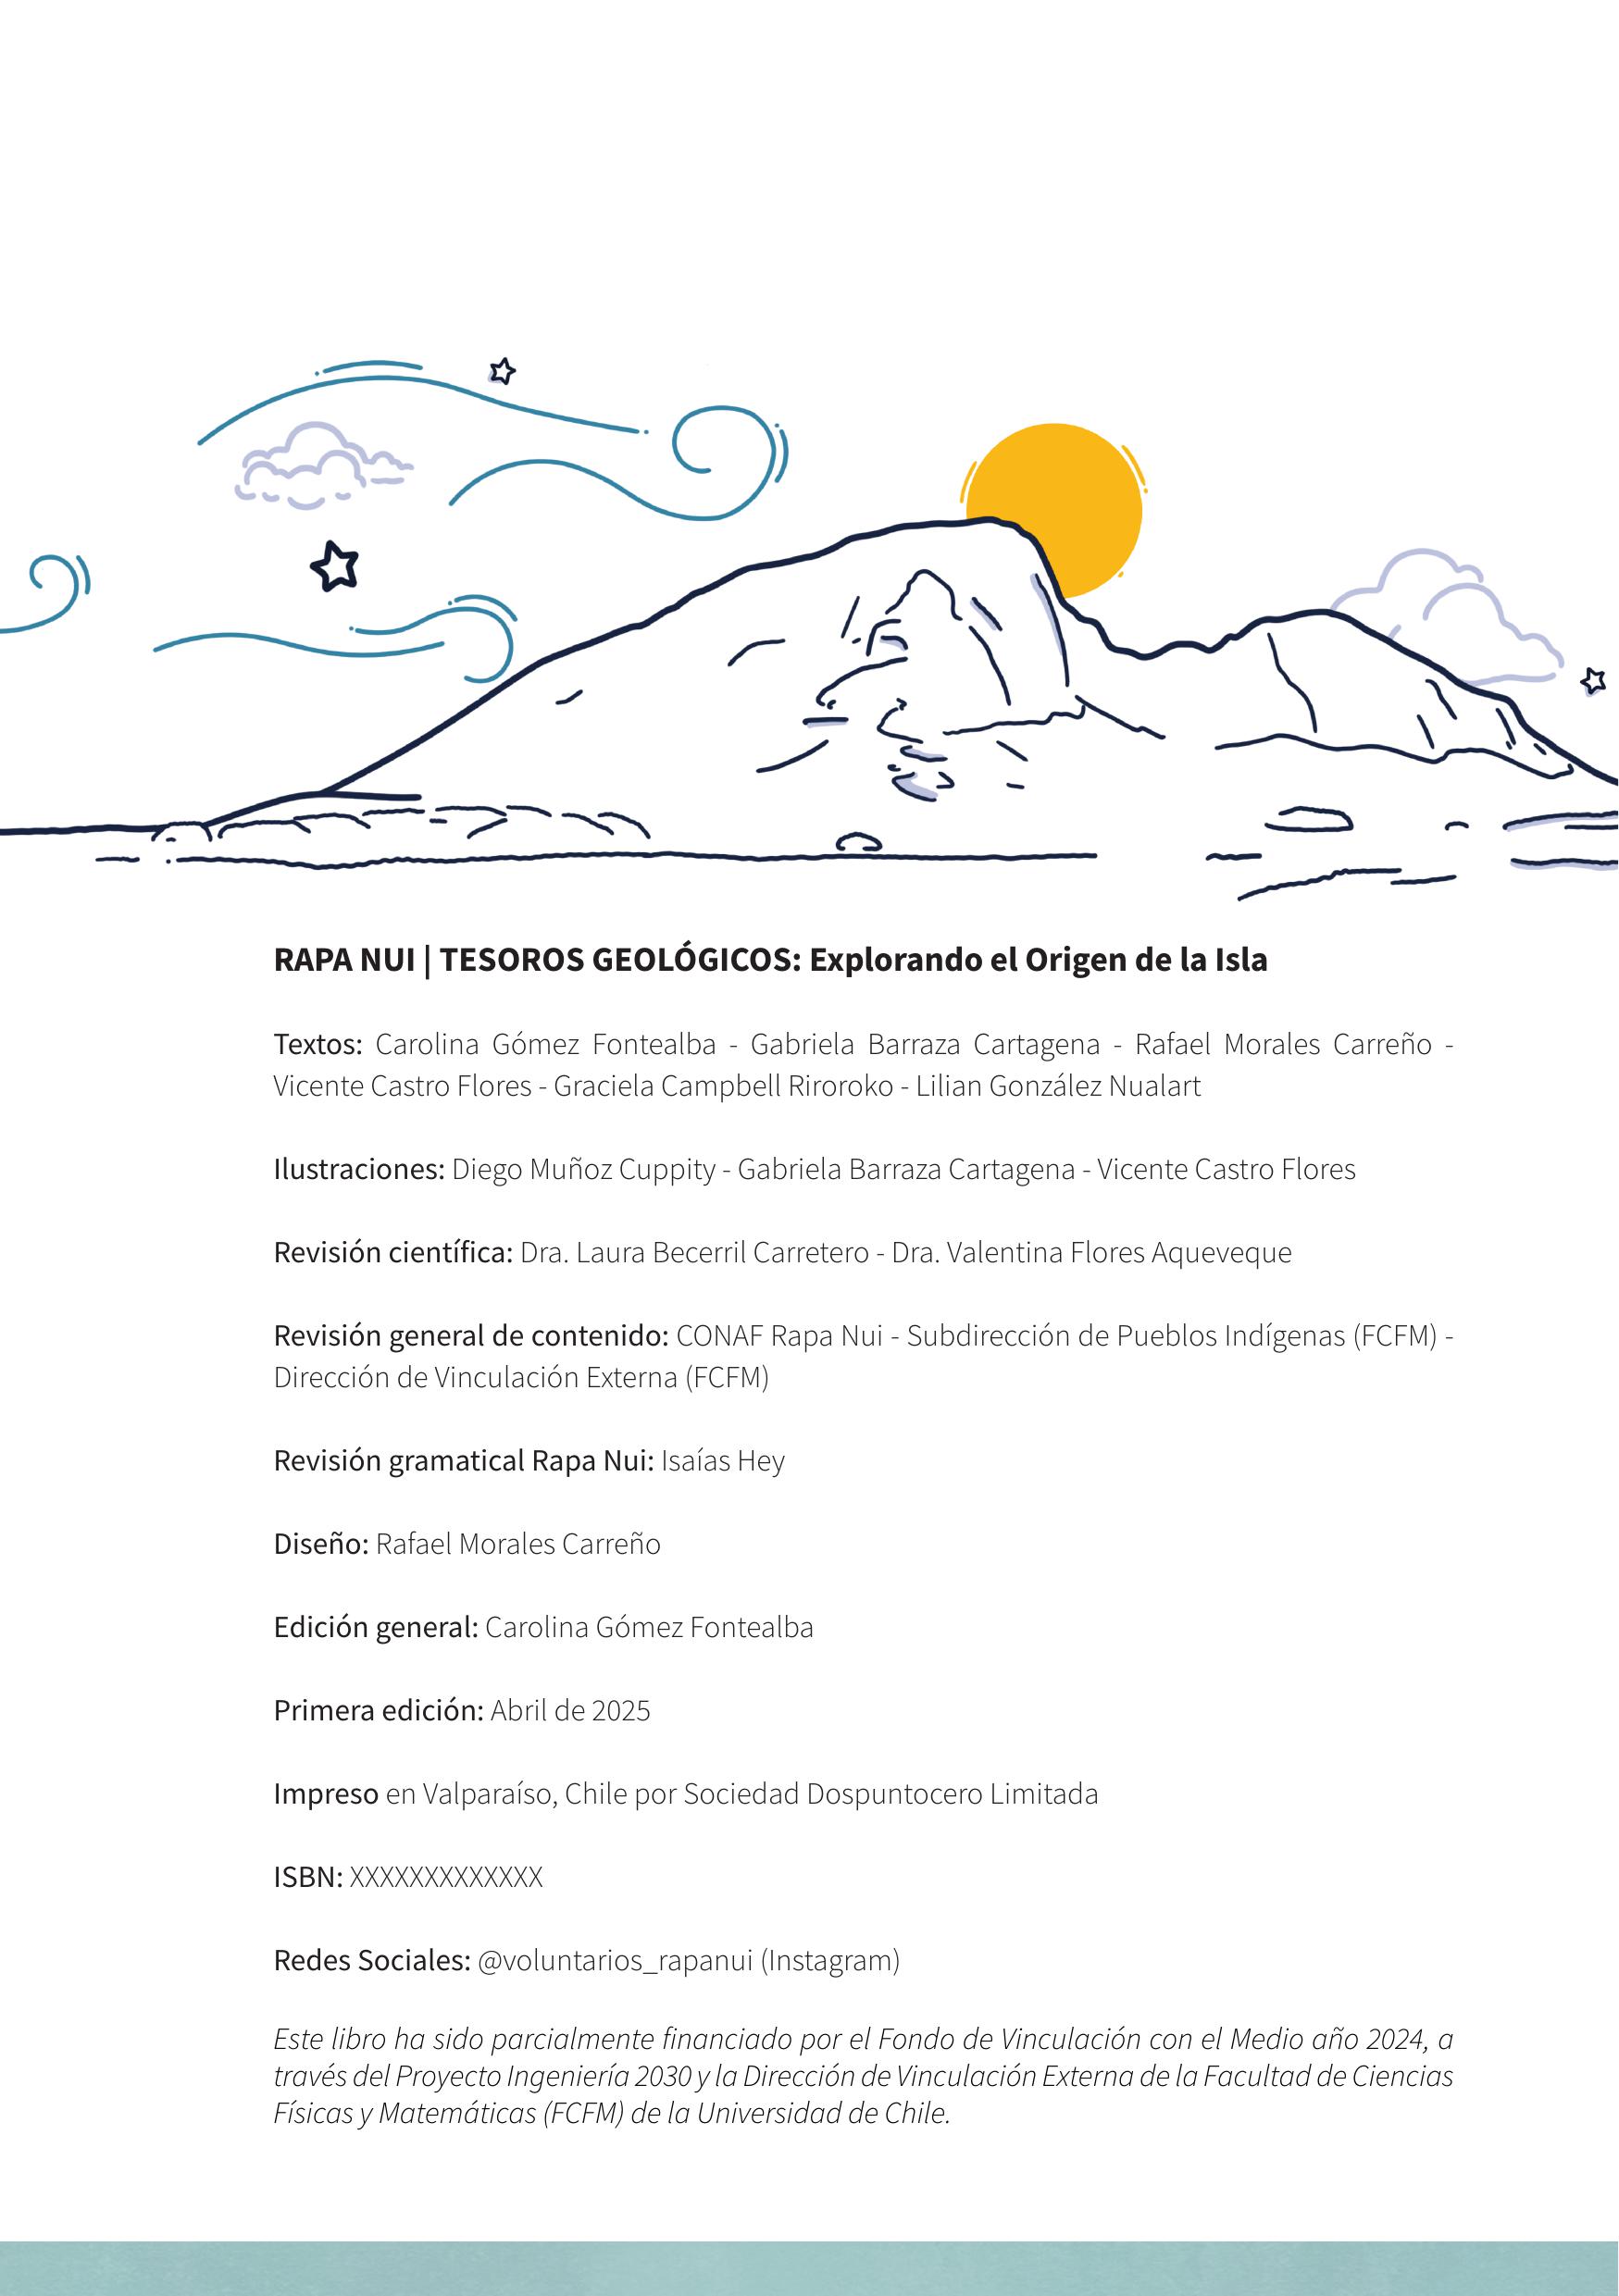 RAPA NUI | TESOROS GEOLÓGICOS: Explorando el Origen de la Isla
Textos: Carolina Gómez Fontealba - Gabriela Barraza Cartagena - Rafael Morales Carreño -
Vicente Castro Flores - Graciela Campbell Riroroko - Lilian González Nualart
Ilustraciones: Diego Muñoz Cuppity - Gabriela Barraza Cartagena - Vicente Castro Flores
Revisión científica: Dra. Laura Becerril Carretero - Dra. Valentina Flores Aqueveque
Revisión general de contenido: CONAF Rapa Nui - Subdirección de Pueblos Indígenas (FCFM) -
Dirección de Vinculación Externa (FCFM)
Revisión gramatical Rapa Nui: Isaías Hey
Diseño: Rafael Morales Carreño
Edición general: Carolina Gómez Fontealba
Primera edición: Abril de 2025
Impreso en Valparaíso, Chile por Sociedad Dospuntocero Limitada
ISBN: XXXXXXXXXXXXX
Redes Sociales: @voluntarios_rapanui (Instagram)
Este libro ha sido parcialmente financiado por el Fondo de Vinculación con el Medio año 2024, a
través del Proyecto Ingeniería 2030 y la Dirección de Vinculación Externa de la Facultad de Ciencias
Físicas y Matemáticas (FCFM) de la Universidad de Chile.